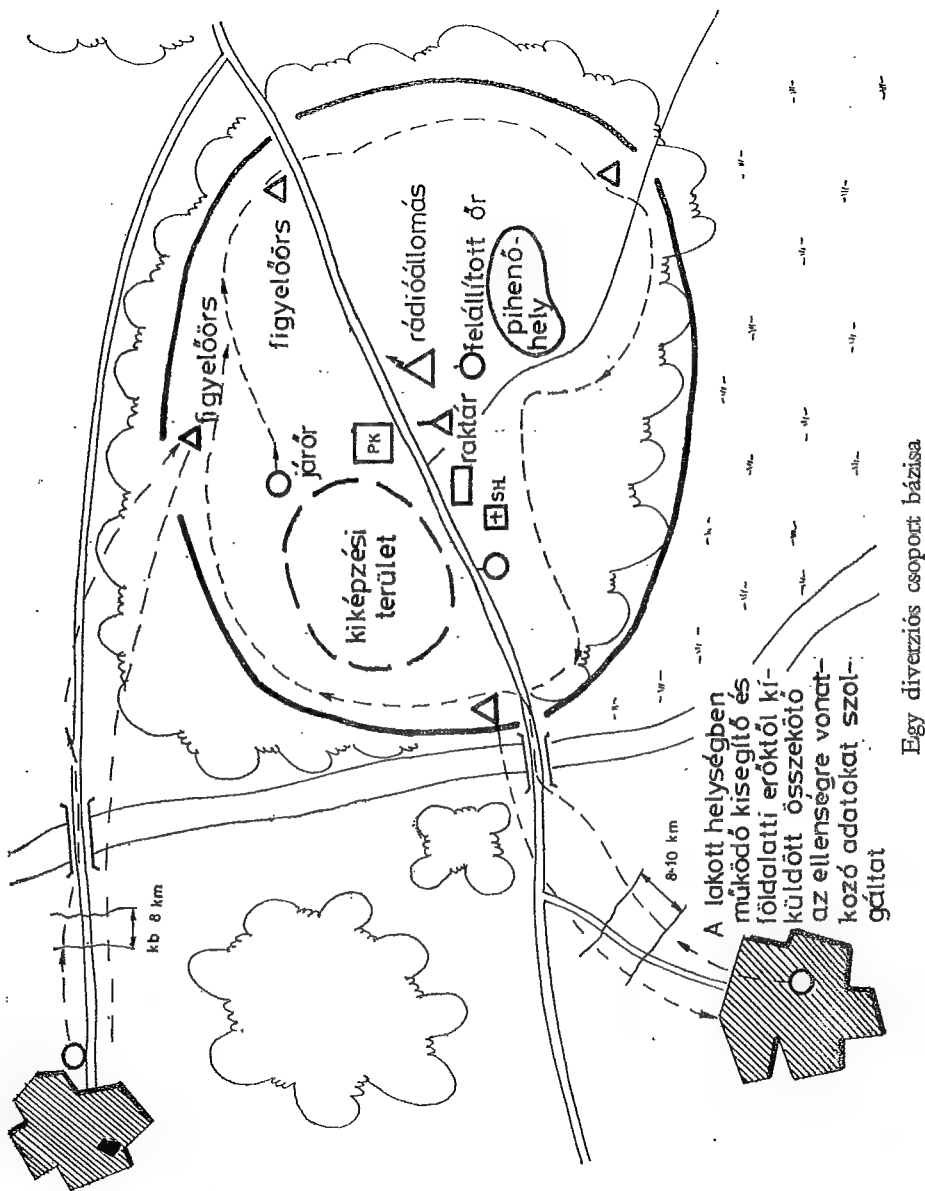 figyelőörs
figyelőörs
járőr
kiképzési
terület
PK
rádióállomás
felállított őr
pihenő-
hely
raktár
SH.
kb 8 km
8-10 km
A lakott helységben
működő kisegítő és
földalatti erőktől ki-
küldött összekötő
az ellenségre vonat-
kozó adatokat szol-
gáltat
Egy diverziós csoport bázisa